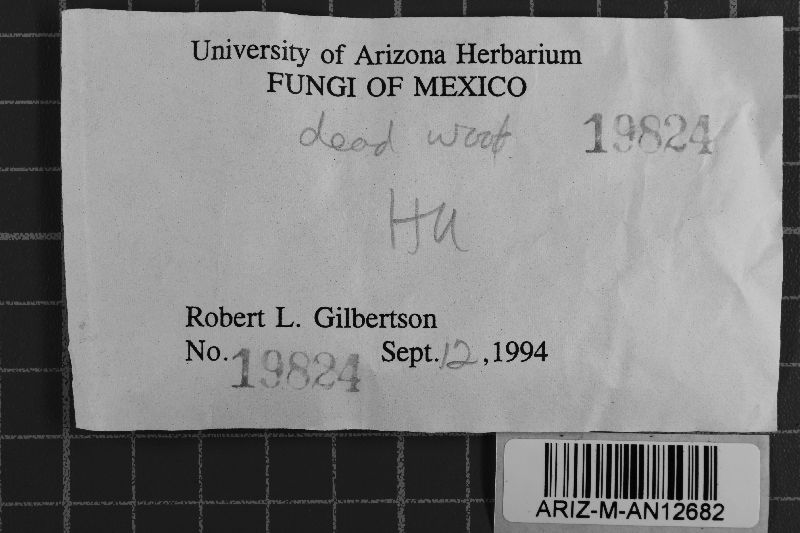 University of Arizona Herbarium
FUNGI OF MEXICO
dead wood 19824
Hu
Robert L. Gilbertson
No. 19824 Sept. 12, 1994
ARIZ-M-AN12682